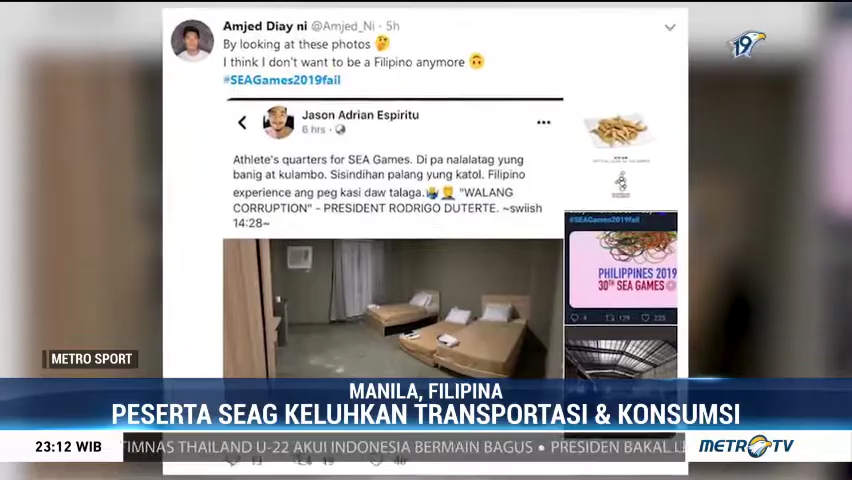 Amjed Diay ni @Amjed_Ni · 5h
By looking at these photos 🤔
I think I don't want to be a Filipino anymore 🙃
#SEAGames2019fail
Jason Adrian Espiritu
6 hrs ·
Athlete's quarters for SEA Games. Di pa nalalatag yung
banig at kulambo. Sisindihan palang yung katol. Filipino
experience ang peg kasi daw talaga. "WALANG
CORRUPTION" - PRESIDENT RODRIGO DUTERTE. ~swiish
14:28~
#SEAGames2019fail
PHILIPPINES 2019
30TH SEA GAMES
4 129 225
19
METRO SPORT
MANILA, FILIPINA
PESERTA SEAG KELUHKAN TRANSPORTASI & KONSUMSI
23:12 WIB
TIMNAS THAILAND U-22 AKUI INDONESIA BERMAIN BAGUS • PRESIDEN BAKAL
METRO TV